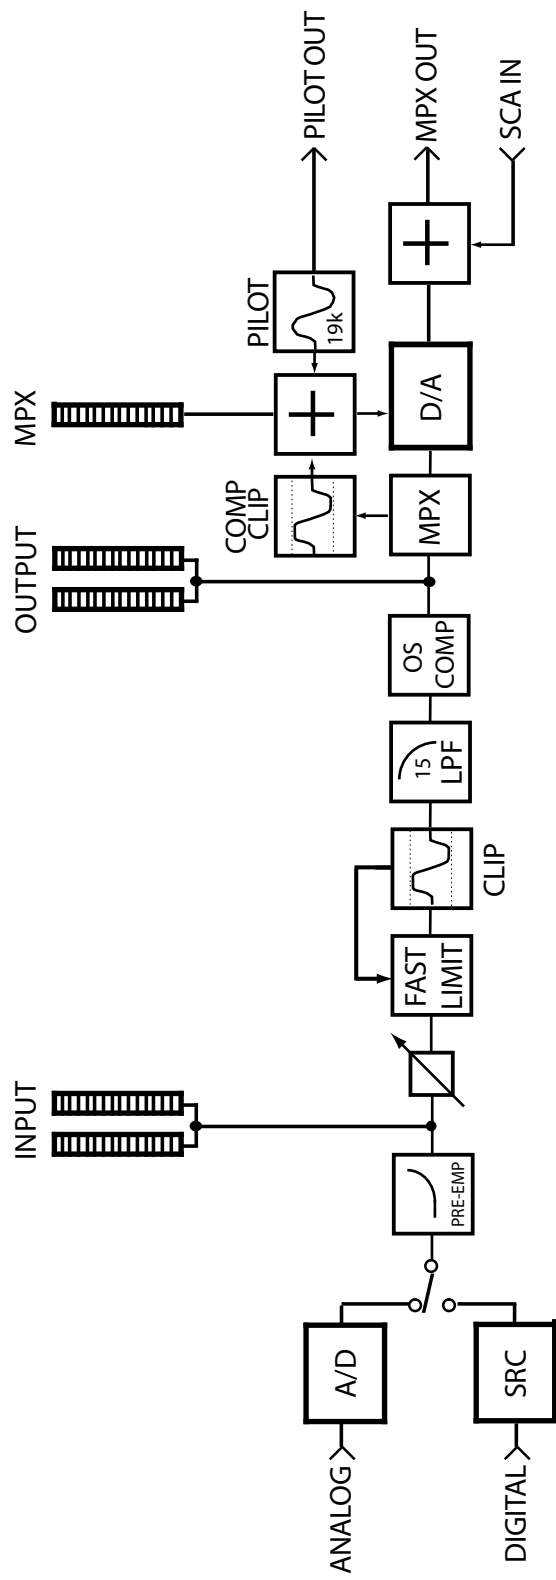 INPUT
OUTPUT
MPX
ANALOG
A/D
DIGITAL
SRC
PRE-EMP
FAST
LIMIT
CLIP
15
LPF
OS
COMP
MPX
COMP
CLIP
PILOT
19k
D/A
PILOT OUT
MPX OUT
SCA IN